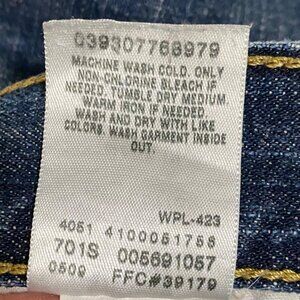 039307768979
MACHINE WASH COLD. ONLY
NON-CHLORINE BLEACH IF
NEEDED. TUMBLE DRY MEDIUM.
WARM IRON IF NEEDED.
WASH AND DRY WITH LIKE
COLORS. WASH GARMENT INSIDE
OUT.
WPL-423
4051 4100051756
701S 005691057
0509 FFC#39179